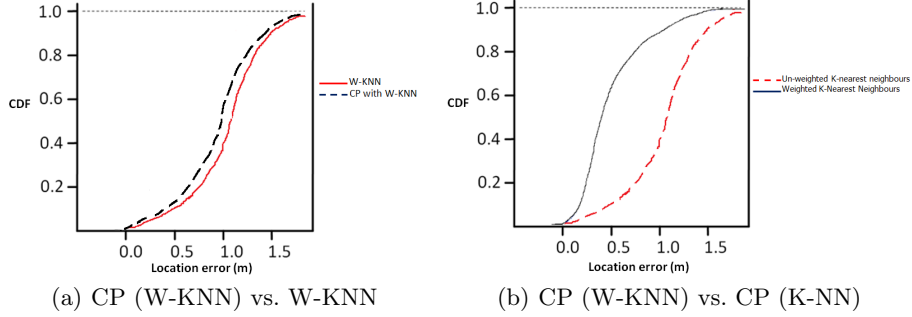 1.0
0.8
CDF
0.6
0.4
0.2
0.0 0.5 1.0 1.5
Location error (m)
W-KNN
CP with W-KNN
(a) CP (W-KNN) vs. W-KNN
1.0
0.8
CDF
0.6
0.4
0.2
0.0 0.5 1.0 1.5
Location error (m)
Un-weighted K-nearest neighbours
Weighted K-Nearest Neighbours
(b) CP (W-KNN) vs. CP (K-NN)